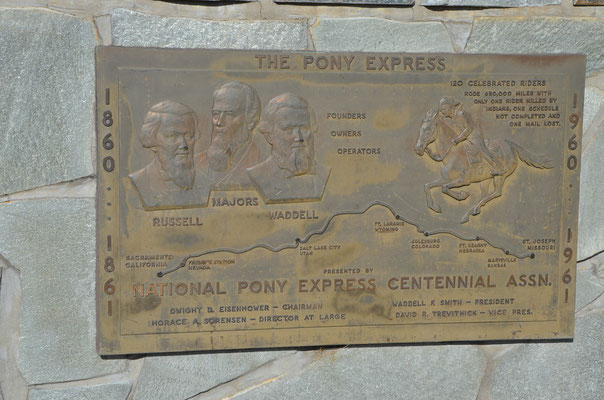 THE PONY EXPRESS
120 CELEBRATED RIDERS
RODE 650,000 MILES WITH
ONLY ONE RIDER KILLED BY
INDIANS, ONE SCHEDULE
NOT COMPLETED AND
ONE MAIL LOST.
1860...1861
1960...1961
FOUNDERS
OWNERS
OPERATORS
RUSSELL
MAJORS
WADDELL
SACRAMENTO
CALIFORNIA
FRIDAY'S STATION
NEVADA
SALT LAKE CITY
UTAH
FT. LARAMIE
WYOMING
JULESBURG
COLORADO
FT. KEARNY
NEBRASKA
MARYSVILLE
KANSAS
ST. JOSEPH
MISSOURI
PRESENTED BY
NATIONAL PONY EXPRESS CENTENNIAL ASSN.
DWIGHT D. EISENHOWER - CHAIRMAN
WADDELL F. SMITH - PRESIDENT
HORACE A. SORENSEN - DIRECTOR AT LARGE
DAVID R. TREVITHICK - VICE PRES.